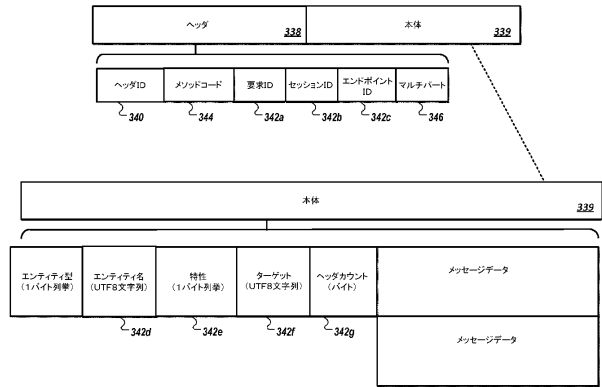 ヘッダ
338
本体
339
ヘッダID
メソッドコード
要求ID
セッションID
エンドポイント
ID
マルチパート
340
344
342a
342b
342c
346
本体
339
エンティティ型
(1バイト列挙)
エンティティ名
(UTF8文字列)
特性
(1バイト列挙)
ターゲット
(UTF8文字列)
ヘッダカウント
(バイト)
メッセージデータ
342d
342e
342f
342g
メッセージデータ